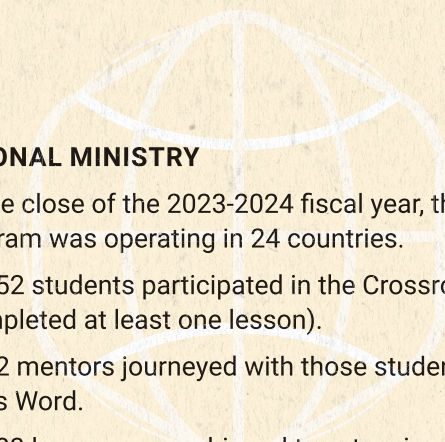 ONAL MINISTRY
e close of the 2023-2024 fiscal year, th
ram was operating in 24 countries.
52 students participated in the Crossro
pleted at least one lesson).
2 mentors journeyed with those studen
s Word.